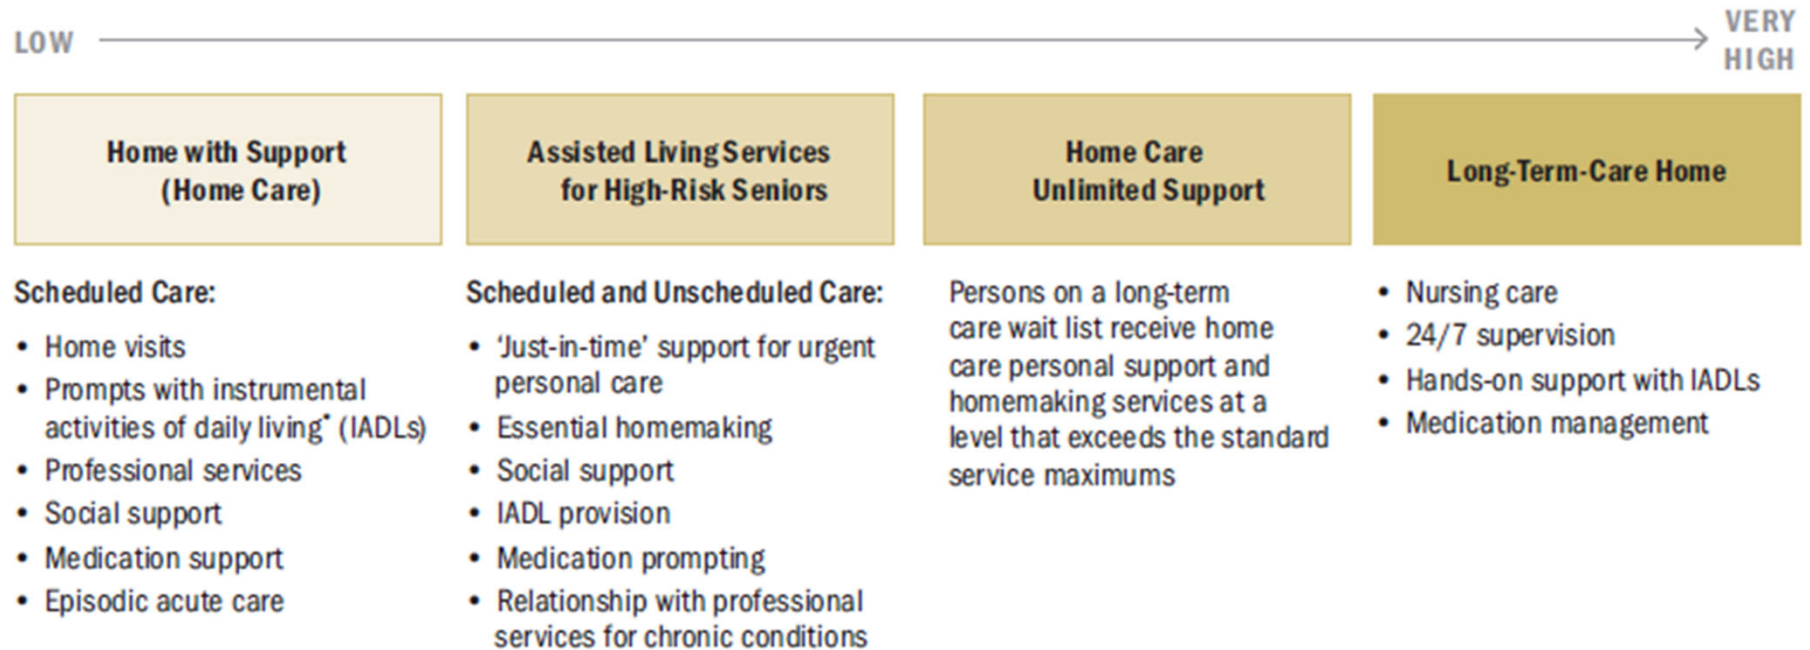 LOW
VERY
HIGH
Home with Support
(Home Care)
Assisted Living Services
for High-Risk Seniors
Home Care
Unlimited Support
Long-Term-Care Home
Scheduled Care:
• Home visits
• Prompts with instrumental
activities of daily living* (IADLs)
• Professional services
• Social support
• Medication support
• Episodic acute care
Scheduled and Unscheduled Care:
• ‘Just-in-time’ support for urgent
personal care
• Essential homemaking
• Social support
• IADL provision
• Medication prompting
• Relationship with professional
services for chronic conditions
Persons on a long-term
care wait list receive home
care personal support and
homemaking services at a
level that exceeds the standard
service maximums
• Nursing care
• 24/7 supervision
• Hands-on support with IADLs
• Medication management